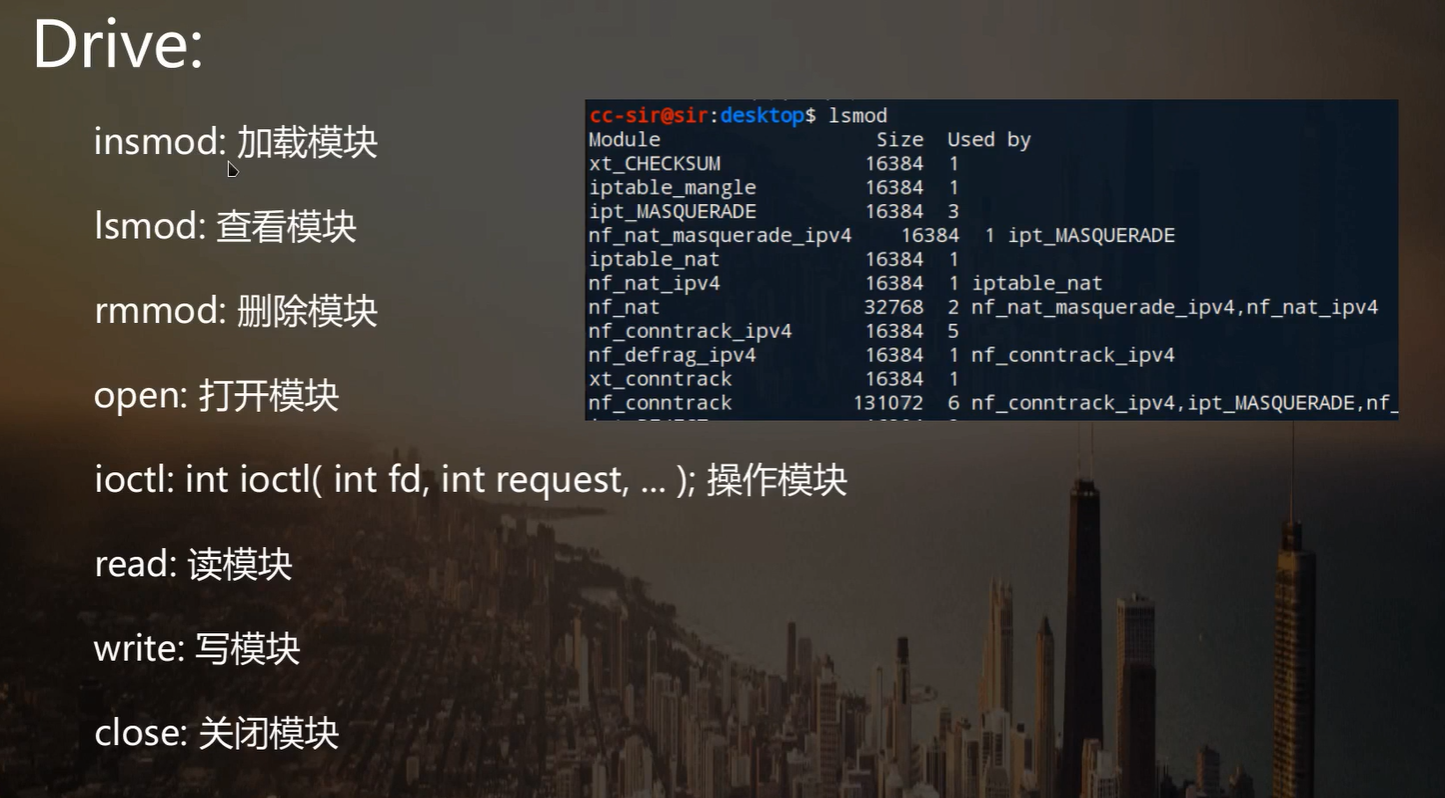 Drive:
insmod: 加载模块
lsmod: 查看模块
rmmod: 删除模块
open: 打开模块
ioctl: int ioctl( int fd, int request, ... ); 操作模块
read: 读模块
write: 写模块
close: 关闭模块
cc-sir@sir:desktop$ lsmod
Module Size Used by
xt_CHECKSUM 16384 1
iptable_mangle 16384 1
ipt_MASQUERADE 16384 3
nf_nat_masquerade_ipv4 16384 1 ipt_MASQUERADE
iptable_nat 16384 1
nf_nat_ipv4 16384 1 iptable_nat
nf_nat 32768 2 nf_nat_masquerade_ipv4,nf_nat_ipv4
nf_conntrack_ipv4 16384 5
nf_defrag_ipv4 16384 1 nf_conntrack_ipv4
xt_conntrack 16384 1
nf_conntrack 131072 6 nf_conntrack_ipv4,ipt_MASQUERADE,nf_